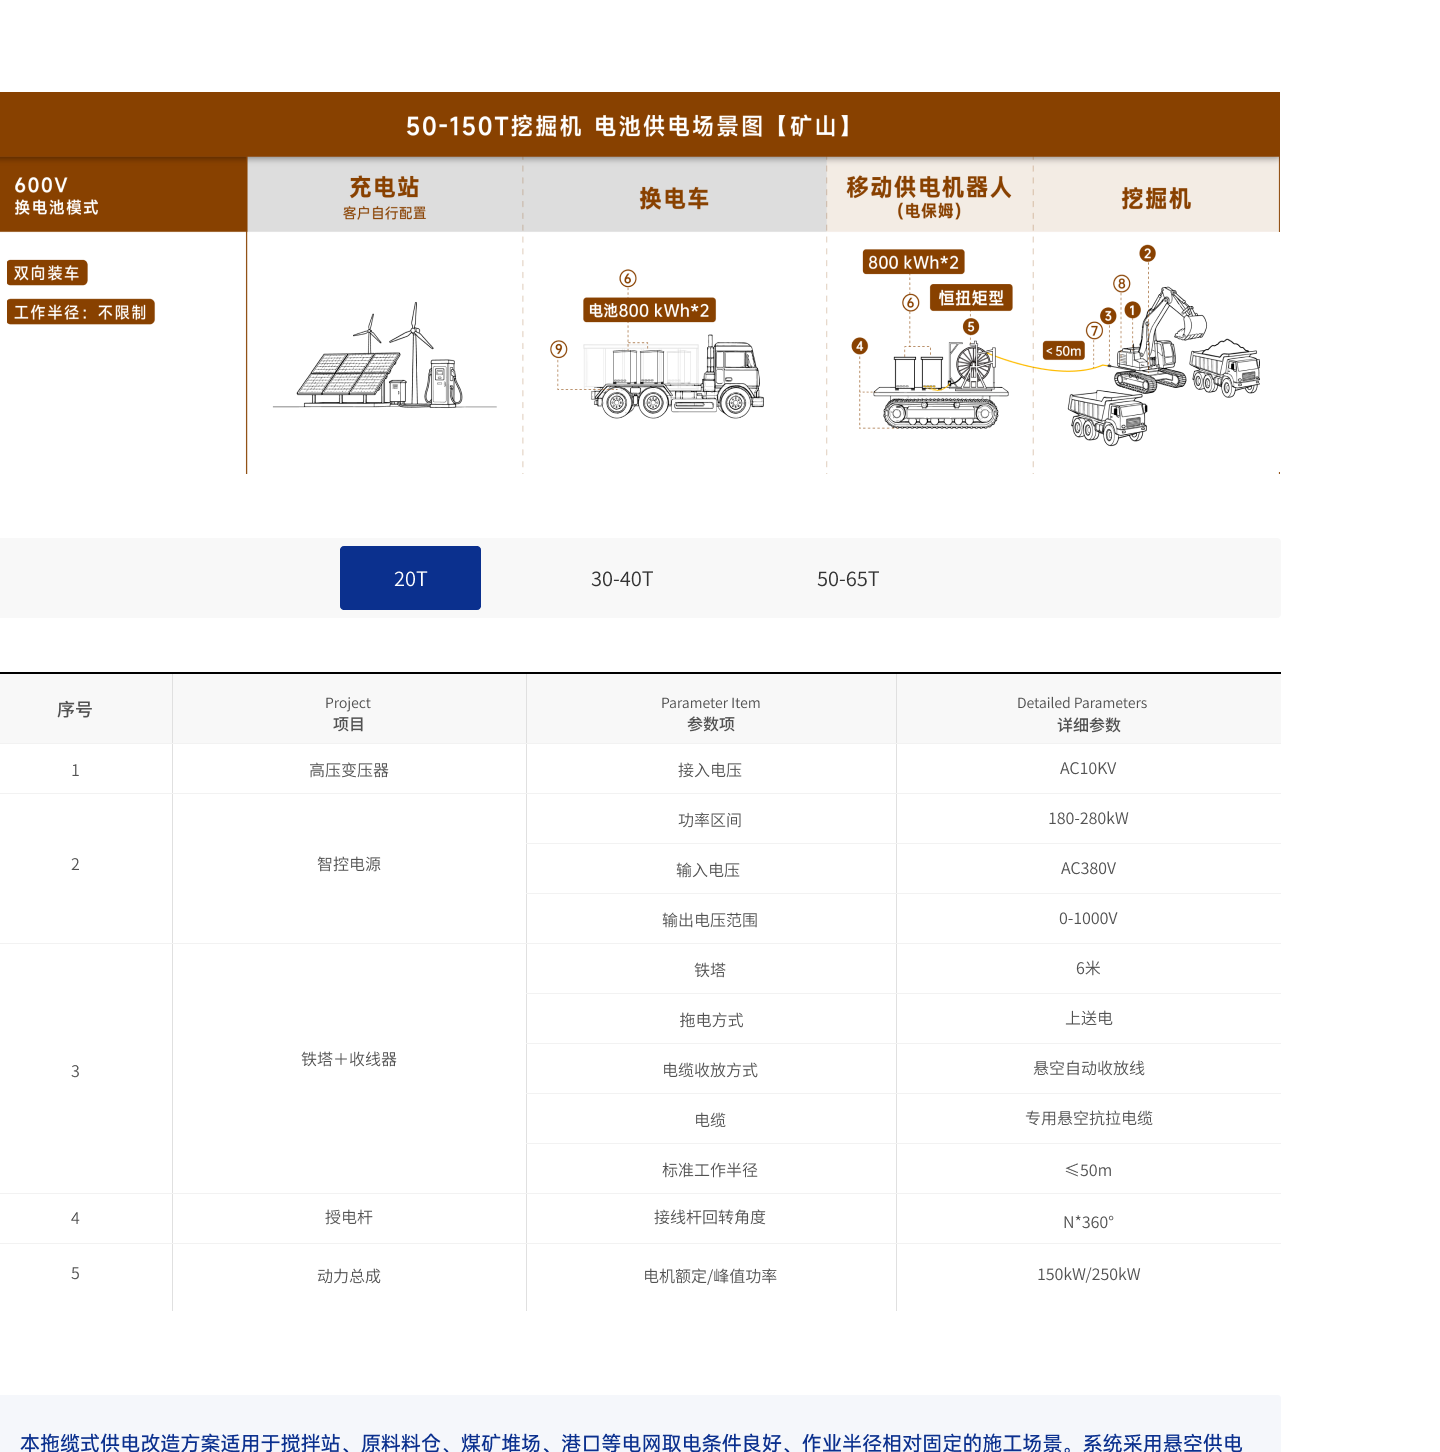 50-150T挖掘机 电池供电场景图【矿山】
600V
换电池模式
充电站
客户自行配置
换电车
移动供电机器人
(电保姆)
挖掘机
双向装车
工作半径：不限制
6
电池800 kWh*2
9
800 kWh*2
6
恒扭矩型
5
4
2
8
1
3
7
< 50m
20T
30-40T
50-65T
序号
Project
项目
Parameter Item
参数项
Detailed Parameters
详细参数
1
高压变压器
接入电压
AC10KV
2
智控电源
功率区间
180-280kW
输入电压
AC380V
输出电压范围
0-1000V
3
铁塔＋收线器
铁塔
6米
拖电方式
上送电
电缆收放方式
悬空自动收放线
电缆
专用悬空抗拉电缆
标准工作半径
≤50m
4
授电杆
接线杆回转角度
N*360°
5
动力总成
电机额定/峰值功率
150kW/250kW
本拖缆式供电改造方案适用于搅拌站、原料料仓、煤矿堆场、港口等电网取电条件良好、作业半径相对固定的施工场景。系统采用悬空供电